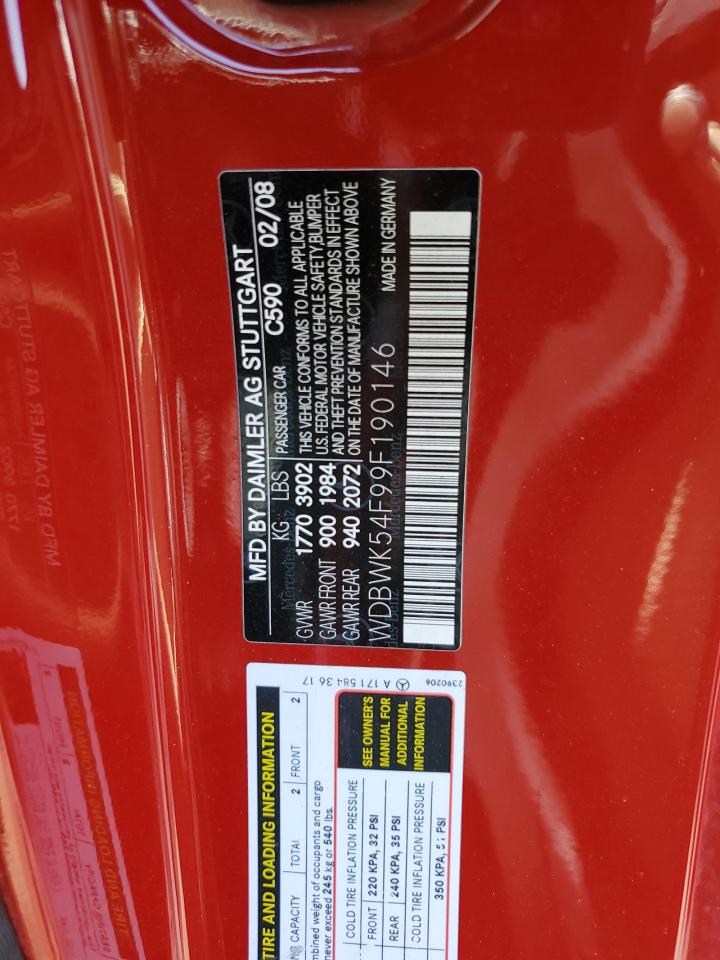 MFD BY DAIMLER AG STUTTGART
KG LBS PASSENGER CAR C590 02/08
GVWR 1770 3902
GAWR FRONT 900 1984
GAWR REAR 940 2072
THIS VEHICLE CONFORMS TO ALL APPLICABLE
U.S. FEDERAL MOTOR VEHICLE SAFETY, BUMPER
AND THEFT PREVENTION STANDARDS IN EFFECT
ON THE DATE OF MANUFACTURE SHOWN ABOVE
WDBWK54F99F190146
MADE IN GERMANY
TIRE AND LOADING INFORMATION
CAPACITY TOTAL 2 FRONT 2
occupants and cargo
never exceed 245 kg or 540 lbs.
COLD TIRE INFLATION PRESSURE
FRONT 220 KPA, 32 PSI
REAR 240 KPA, 35 PSI
COLD TIRE INFLATION PRESSURE
350 KPA, PSI
SEE OWNER'S
MANUAL FOR
ADDITIONAL
INFORMATION
A 171 584 36 17
2390206